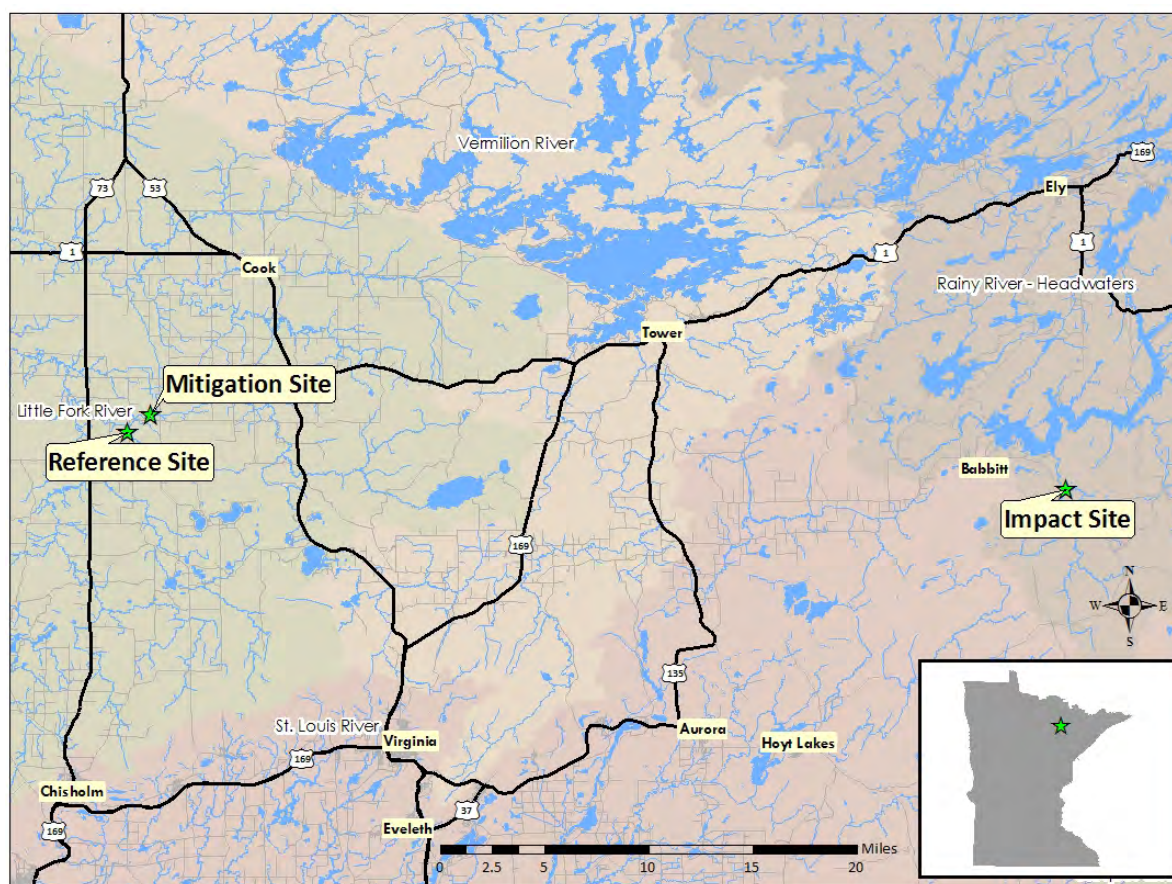 Vermilion River
169
Ely
73
53
1
Cook
1
1
Rainy River - Headwaters
Tower
Mitigation Site
Little Fork River
Reference Site
Babbitt
Impact Site
169
N
W
E
S
135
St. Louis River
Virginia
Aurora
Hoyt Lakes
169
Chisholm
37
Eveleth
169
Miles
0
2.5
5
10
15
20